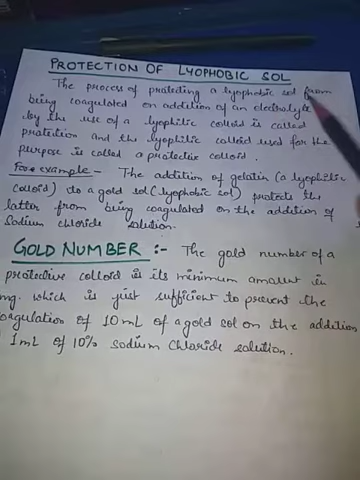 PROTECTION OF LYOPHOBIC SOL
The process of protecting a lyophobic sol from
being coagulated on addition of an electrolyte
by the use of a lyophilic colloid is called
protection and the lyophilic colloid used for the
purpose is called a protective colloid.
For example - The addition of gelatin (a lyophilic
colloid) to a gold sol (lyophobic sol) protects the
latter from being coagulated on the addition of
Sodium chloride solution.
GOLD NUMBER :- The gold number of a
protective colloid is its minimum amount in
mg. which is just sufficient to prevent the
coagulation of 10 mL of a gold sol on the addition
1 mL of 10% Sodium Chloride solution.